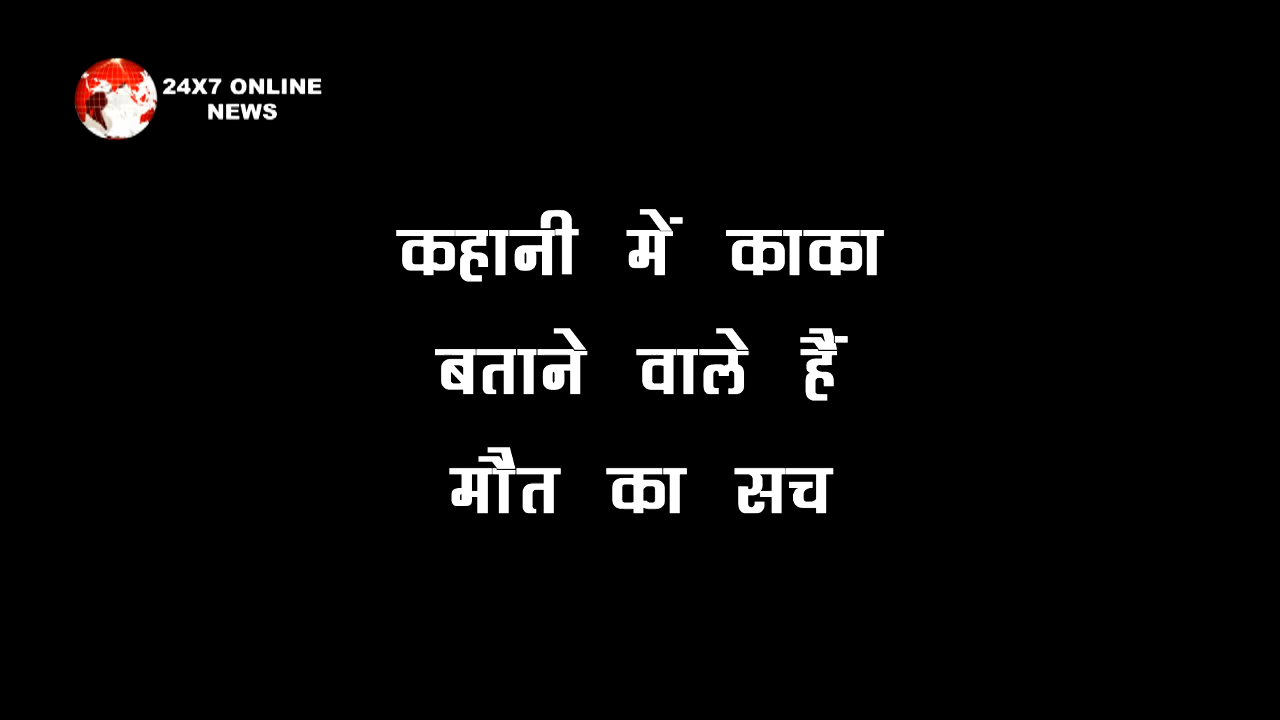 24X7 ONLINE
NEWS
कहानी में काका
बताने वाले हैं
मौत का सच